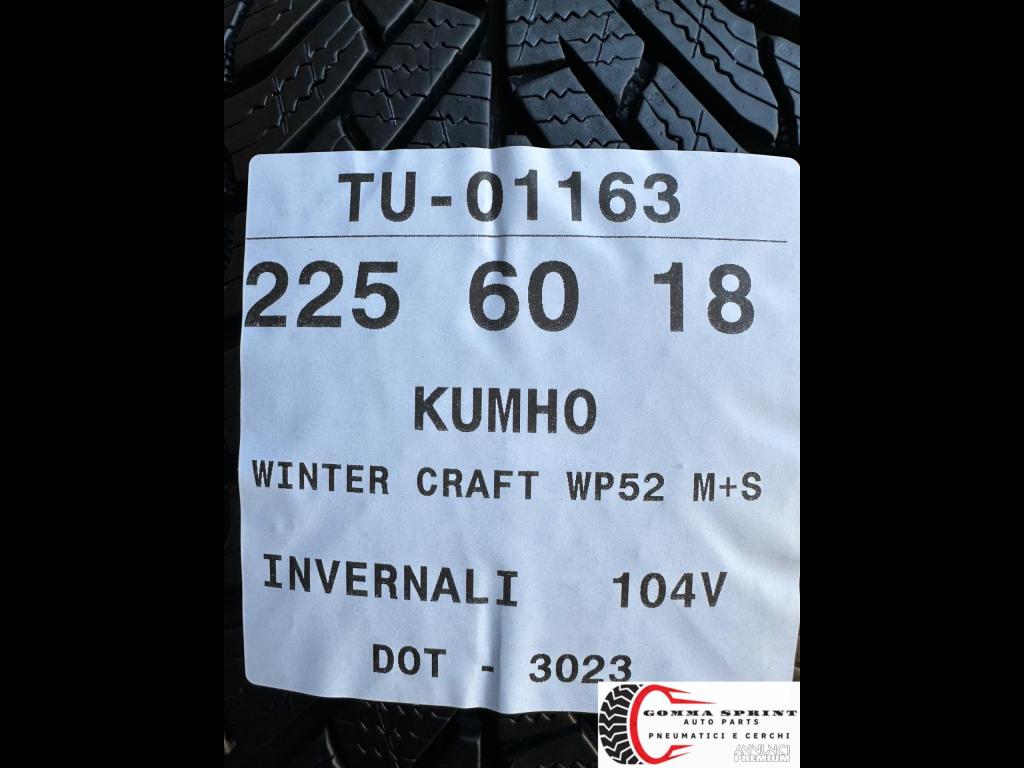 TU-01163
225 60 18
KUMHO
WINTER CRAFT WP52 M+S
INVERNALI 104V
DOT - 3023
GOMMA SPRINT
AUTO PARTS
PNEUMATICI E CERCHI
ANNUNCI
PREMIUM